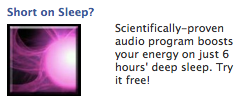 Short on Sleep?
Scientifically-proven
audio program boosts
your energy on just 6
hours' deep sleep. Try
it free!